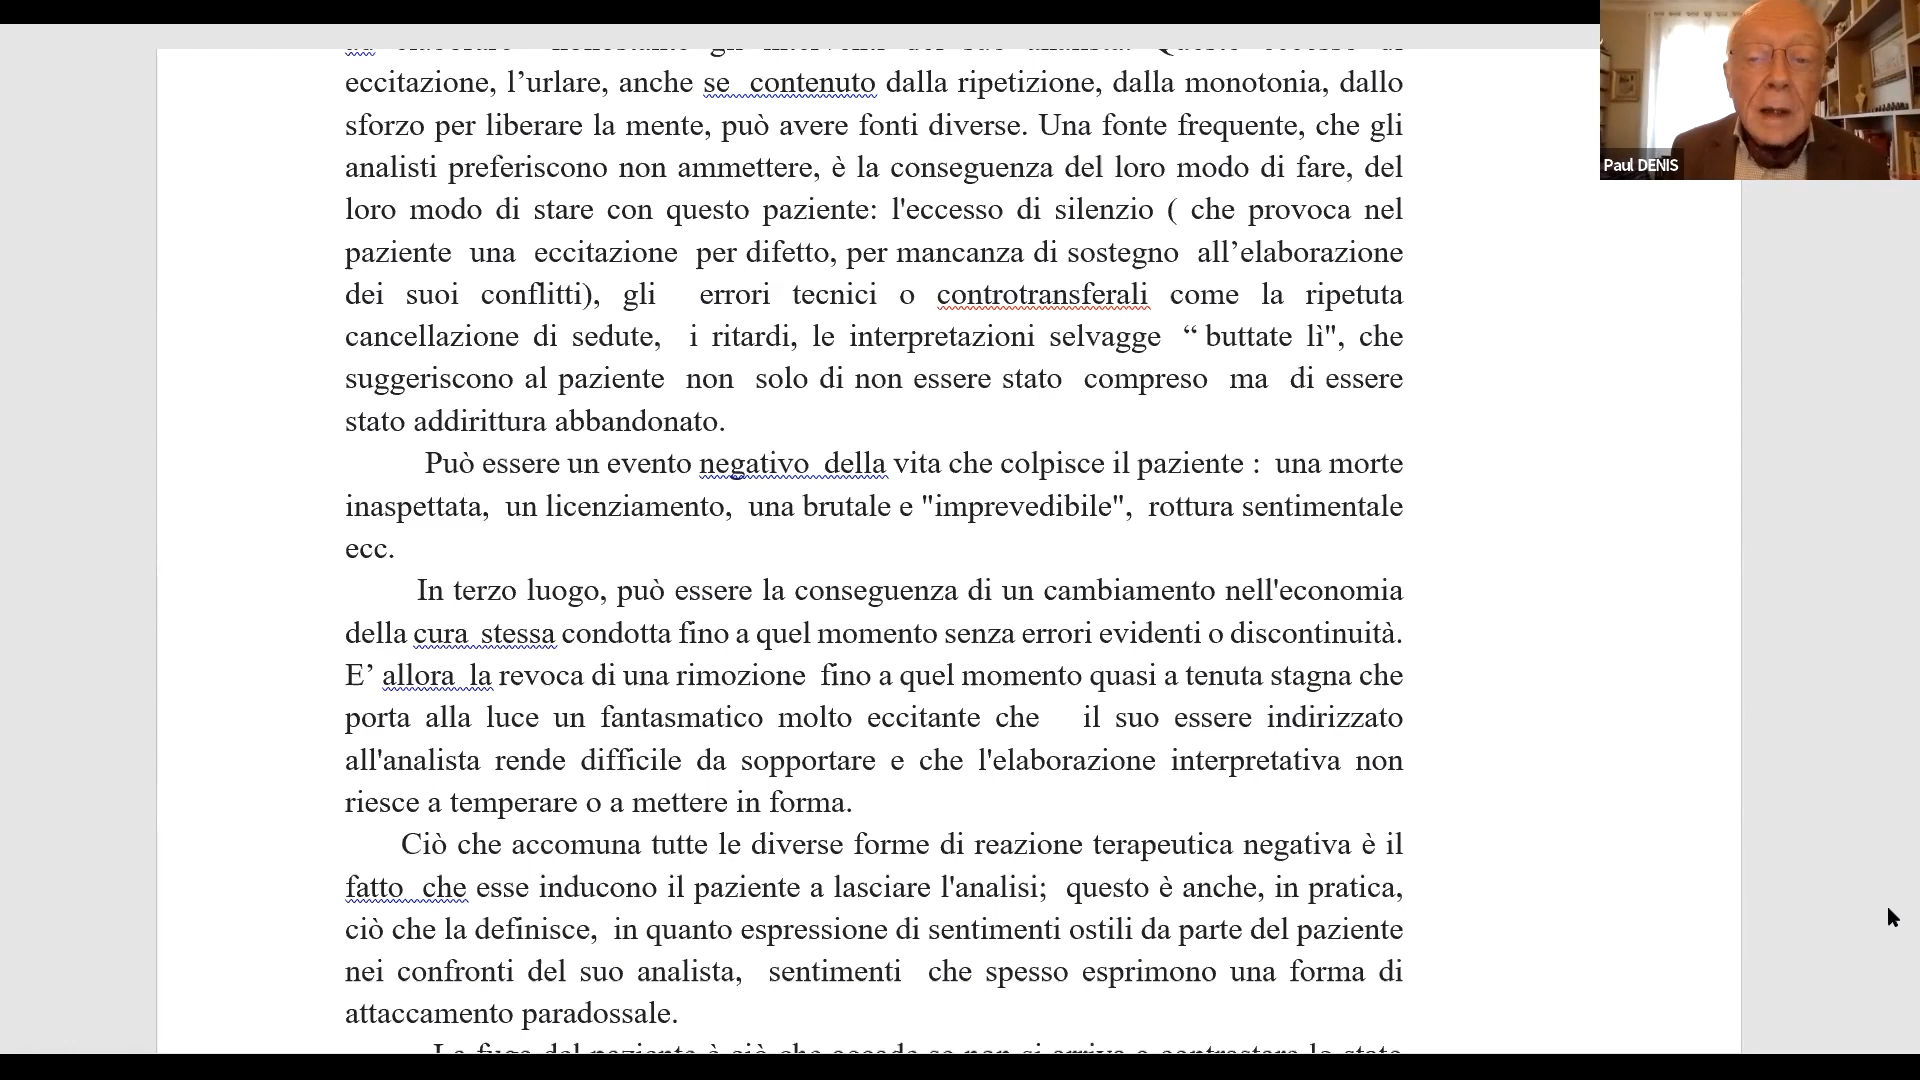 eccitazione, l’urlare, anche se  contenuto dalla ripetizione, dalla monotonia, dallo
sforzo per liberare la mente, può avere fonti diverse. Una fonte frequente, che gli
analisti preferiscono non ammettere, è la conseguenza del loro modo di fare, del
loro modo di stare con questo paziente: l'eccesso di silenzio ( che provoca nel
paziente  una  eccitazione  per difetto, per mancanza di sostegno  all’elaborazione
dei suoi conflitti), gli  errori tecnici o controtransferali come la ripetuta
cancellazione di sedute,  i ritardi, le interpretazioni selvagge  “ buttate lì", che
suggeriscono al paziente  non  solo di non essere stato  compreso  ma  di essere
stato addirittura abbandonato.
Può essere un evento negativo  della vita che colpisce il paziente :  una morte
inaspettata,  un licenziamento,  una brutale e "imprevedibile",  rottura sentimentale
ecc.
In terzo luogo, può essere la conseguenza di un cambiamento nell'economia
della cura  stessa condotta fino a quel momento senza errori evidenti o discontinuità.
E’ allora  la revoca di una rimozione  fino a quel momento quasi a tenuta stagna che
porta alla luce un fantasmatico molto eccitante che  il suo essere indirizzato
all'analista rende difficile da sopportare e che l'elaborazione interpretativa non
riesce a temperare o a mettere in forma.
Ciò che accomuna tutte le diverse forme di reazione terapeutica negativa è il
fatto  che esse inducono il paziente a lasciare l'analisi;  questo è anche, in pratica,
ciò che la definisce,  in quanto espressione di sentimenti ostili da parte del paziente
nei confronti del suo analista,  sentimenti  che spesso esprimono una forma di
attaccamento paradossale.
Paul DENIS